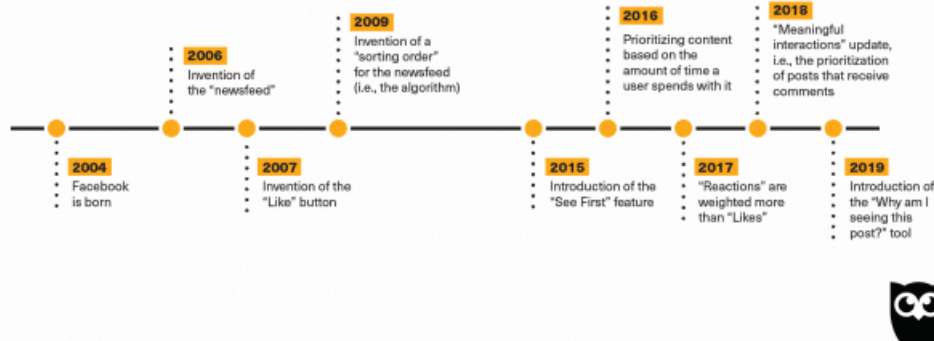 2004
Facebook
is born
2006
Invention of
the “newsfeed”
2007
Invention of the
“Like” button
2009
Invention of a
“sorting order”
for the newsfeed
(i.e., the algorithm)
2015
Introduction of the
“See First” feature
2016
Prioritizing content
based on the
amount of time a
user spends with it
2017
“Reactions” are
weighted more
than “Likes”
2018
“Meaningful
interactions” update,
i.e., the prioritization
of posts that receive
comments
2019
Introduction of
the “Why am I
seeing this
post?” tool